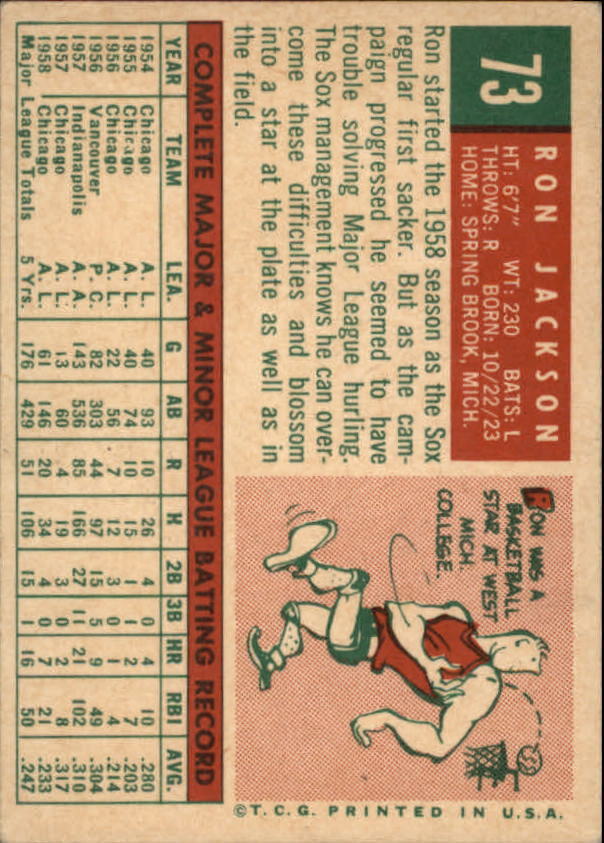 73
RON JACKSON
HT: 6'7" WT: 230 BATS: L
THROWS: R BORN: 10/22/23
HOME: SPRING BROOK, MICH.
Ron started the 1958 season as the Sox
regular first sacker. But as the cam-
paign progressed he seemed to have
trouble solving Major League hurling.
The Sox management knows he can over-
come these difficulties and blossom
into a star at the plate as well as in
the field.
RON WAS A
BASKETBALL
STAR AT WEST
MICH.
COLLEGE.
COMPLETE MAJOR & MINOR LEAGUE BATTING RECORD
YEAR TEAM LEA. G AB R H 2B 3B HR RBI AVG.
1954 Chicago A. L. 40 93 10 26 4 0 4 10 .280
1955 Chicago A. L. 40 74 10 15 1 1 2 7 .203
1956 Chicago A. L. 22 56 7 12 3 0 1 4 .214
1956 Vancouver P. C. 82 303 44 97 15 5 9 49 .304
1957 Indianapolis A. A. 143 536 85 166 27 11 21 102 .310
1957 Chicago A. L. 13 60 4 19 3 0 2 8 .317
1958 Chicago A. L. 61 146 20 34 4 0 7 21 .233
Major League Totals 5 Yrs. 176 429 51 106 15 1 16 50 .247
©T.C.G. PRINTED IN U.S.A.